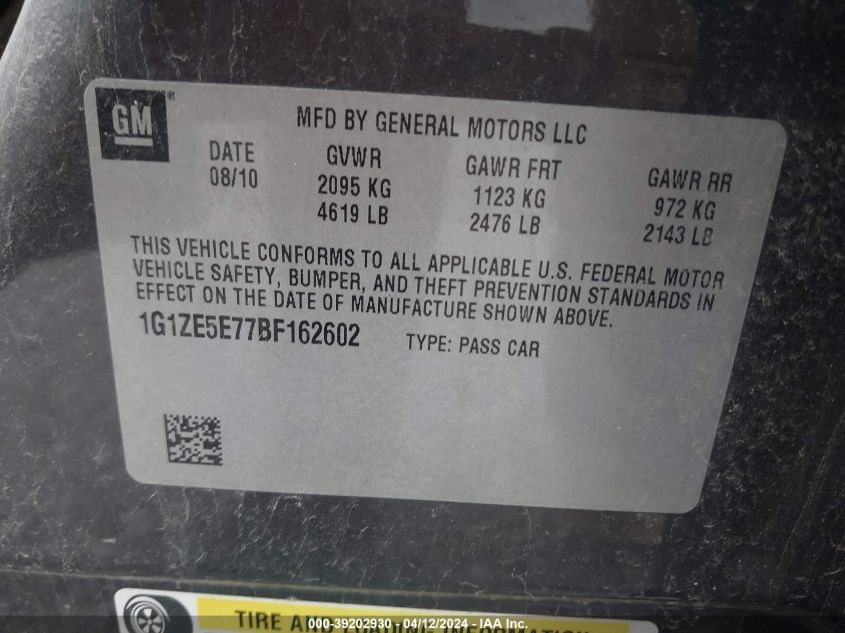 GM®
MFD BY GENERAL MOTORS LLC
DATE GVWR GAWR FRT GAWR RR
08/10 2095 KG 1123 KG 972 KG
4619 LB 2476 LB 2143 LB
THIS VEHICLE CONFORMS TO ALL APPLICABLE U.S. FEDERAL MOTOR
VEHICLE SAFETY, BUMPER, AND THEFT PREVENTION STANDARDS IN
EFFECT ON THE DATE OF MANUFACTURE SHOWN ABOVE.
1G1ZE5E77BF162602 TYPE: PASS CAR
TIRE AND LOADING INFORMATION
000-39202930 - 04/12/2024 - IAA Inc.